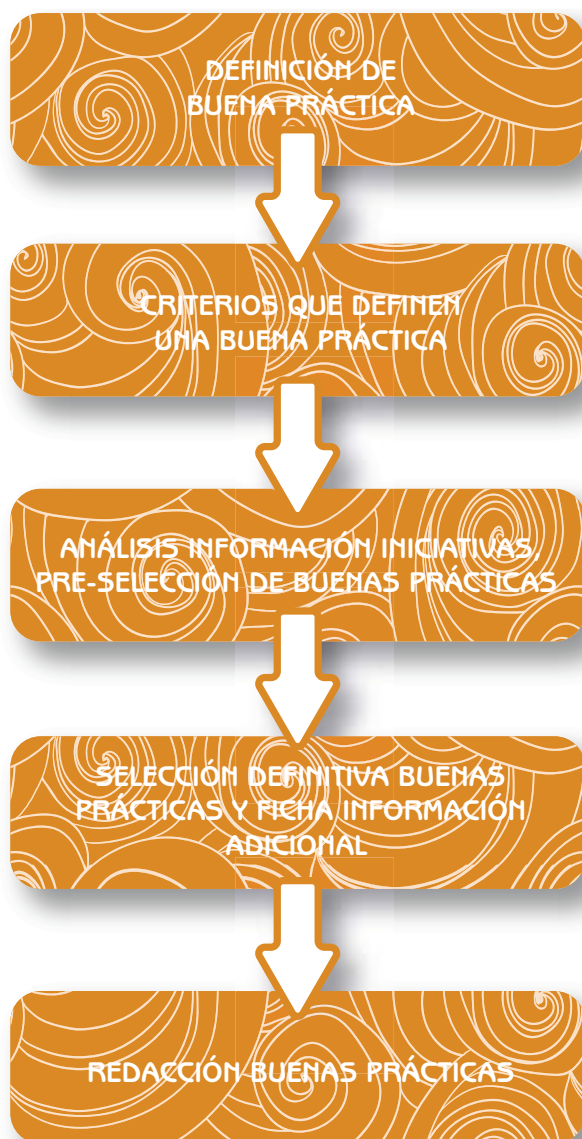 DEFINICIÓN DE
BUENA PRÁCTICA
CRITERIOS QUE DEFINEN
UNA BUENA PRÁCTICA
ANÁLISIS INFORMACIÓN INICIATIVAS,
PRE-SELECCIÓN DE BUENAS PRÁCTICAS
SELECCIÓN DEFINITIVA BUENAS
PRÁCTICAS Y FICHA INFORMACIÓN
ADICIONAL
REDACCIÓN BUENAS PRÁCTICAS